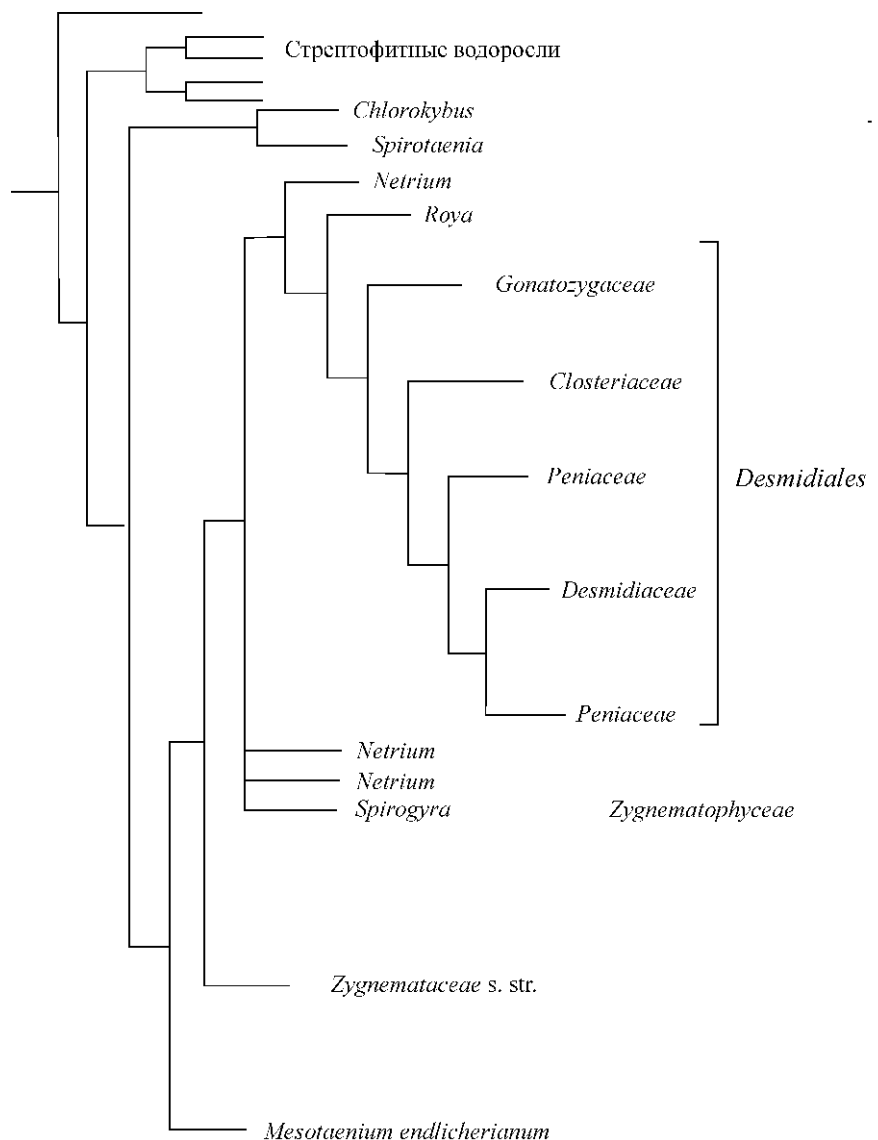 Стрептофитные водоросли
Chlorokybus
Spirotaenia
Netrium
Roya
Gonatozygaceae
Closteriaceae
Peniaceae
Desmidiales
Desmidiaceae
Peniaceae
Netrium
Netrium
Spirogyra
Zygnematophyceae
Zygnemataceae s. str.
Mesotaenium endlicherianum